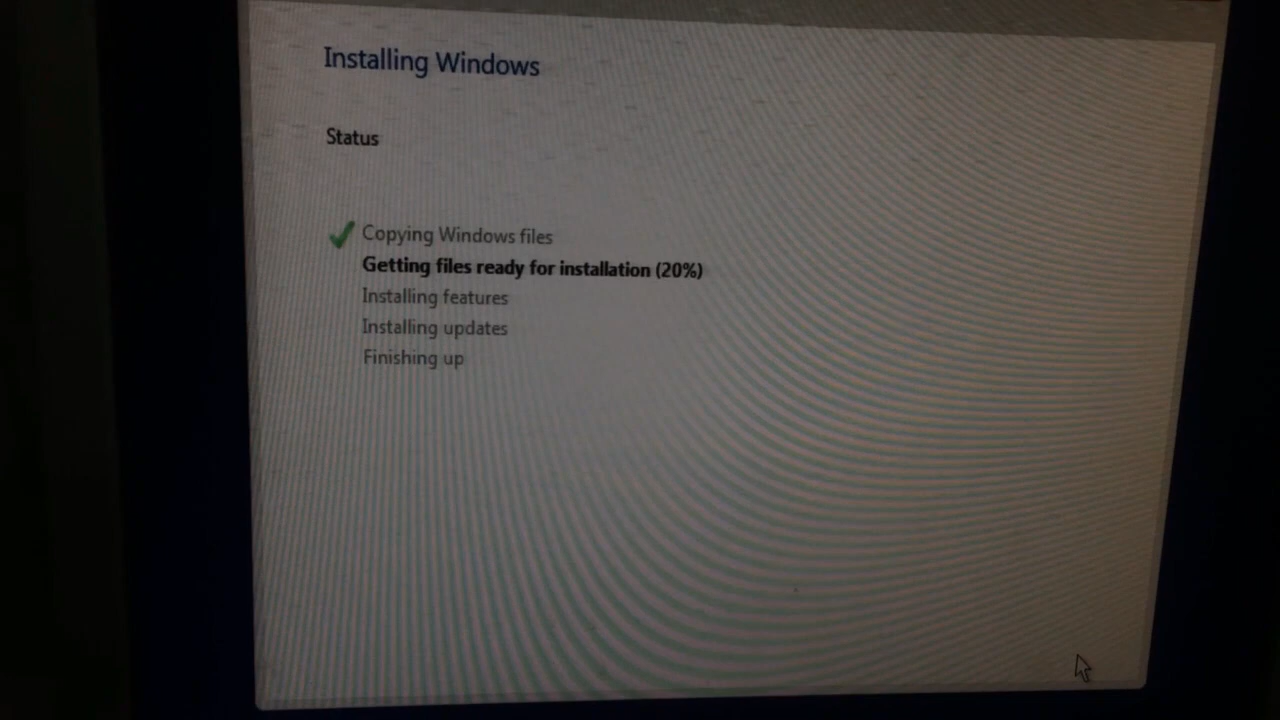 Installing Windows
Status
Copying Windows files
Getting files ready for installation (20%)
Installing features
Installing updates
Finishing up